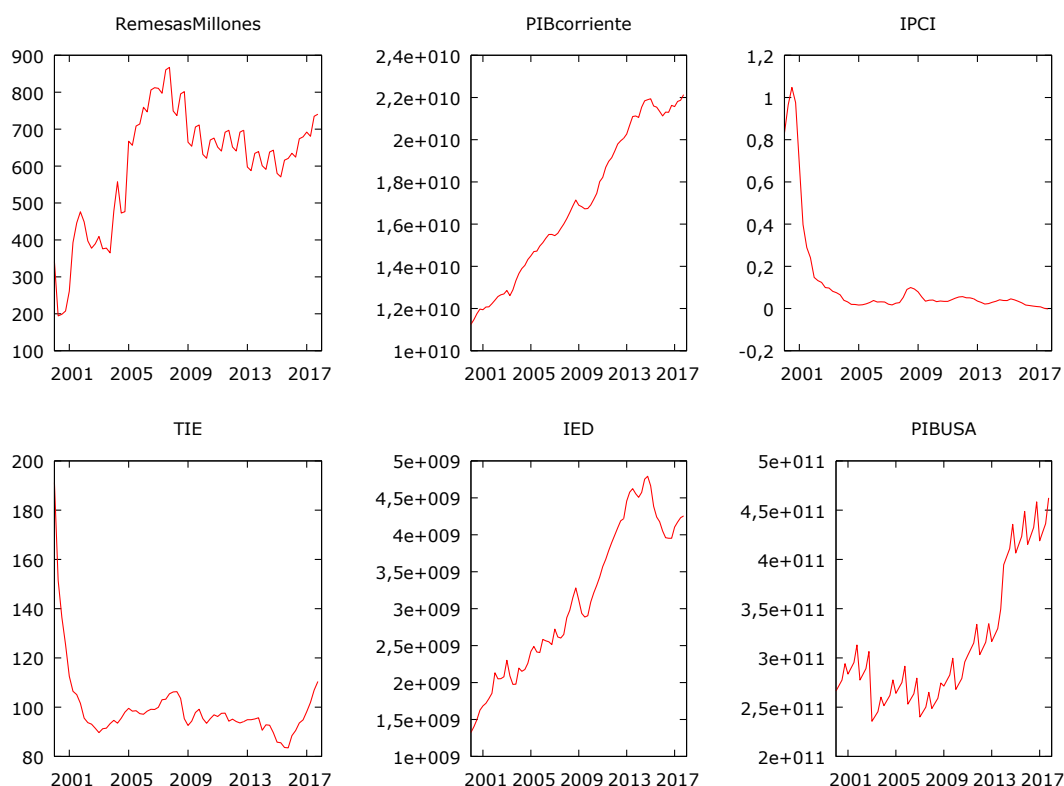 RemesasMillones
900
800
700
600
500
400
300
200
100
2001 2005 2009 2013 2017
PIBcorriente
2,4e+010
2,2e+010
2e+010
1,8e+010
1,6e+010
1,4e+010
1,2e+010
1e+010
2001 2005 2009 2013 2017
IPCI
1,2
1
0,8
0,6
0,4
0,2
0
-0,2
2001 2005 2009 2013 2017
TIE
200
180
160
140
120
100
80
2001 2005 2009 2013 2017
IED
5e+009
4,5e+009
4e+009
3,5e+009
3e+009
2,5e+009
2e+009
1,5e+009
1e+009
2001 2005 2009 2013 2017
PIBUSA
5e+011
4,5e+011
4e+011
3,5e+011
3e+011
2,5e+011
2e+011
2001 2005 2009 2013 2017